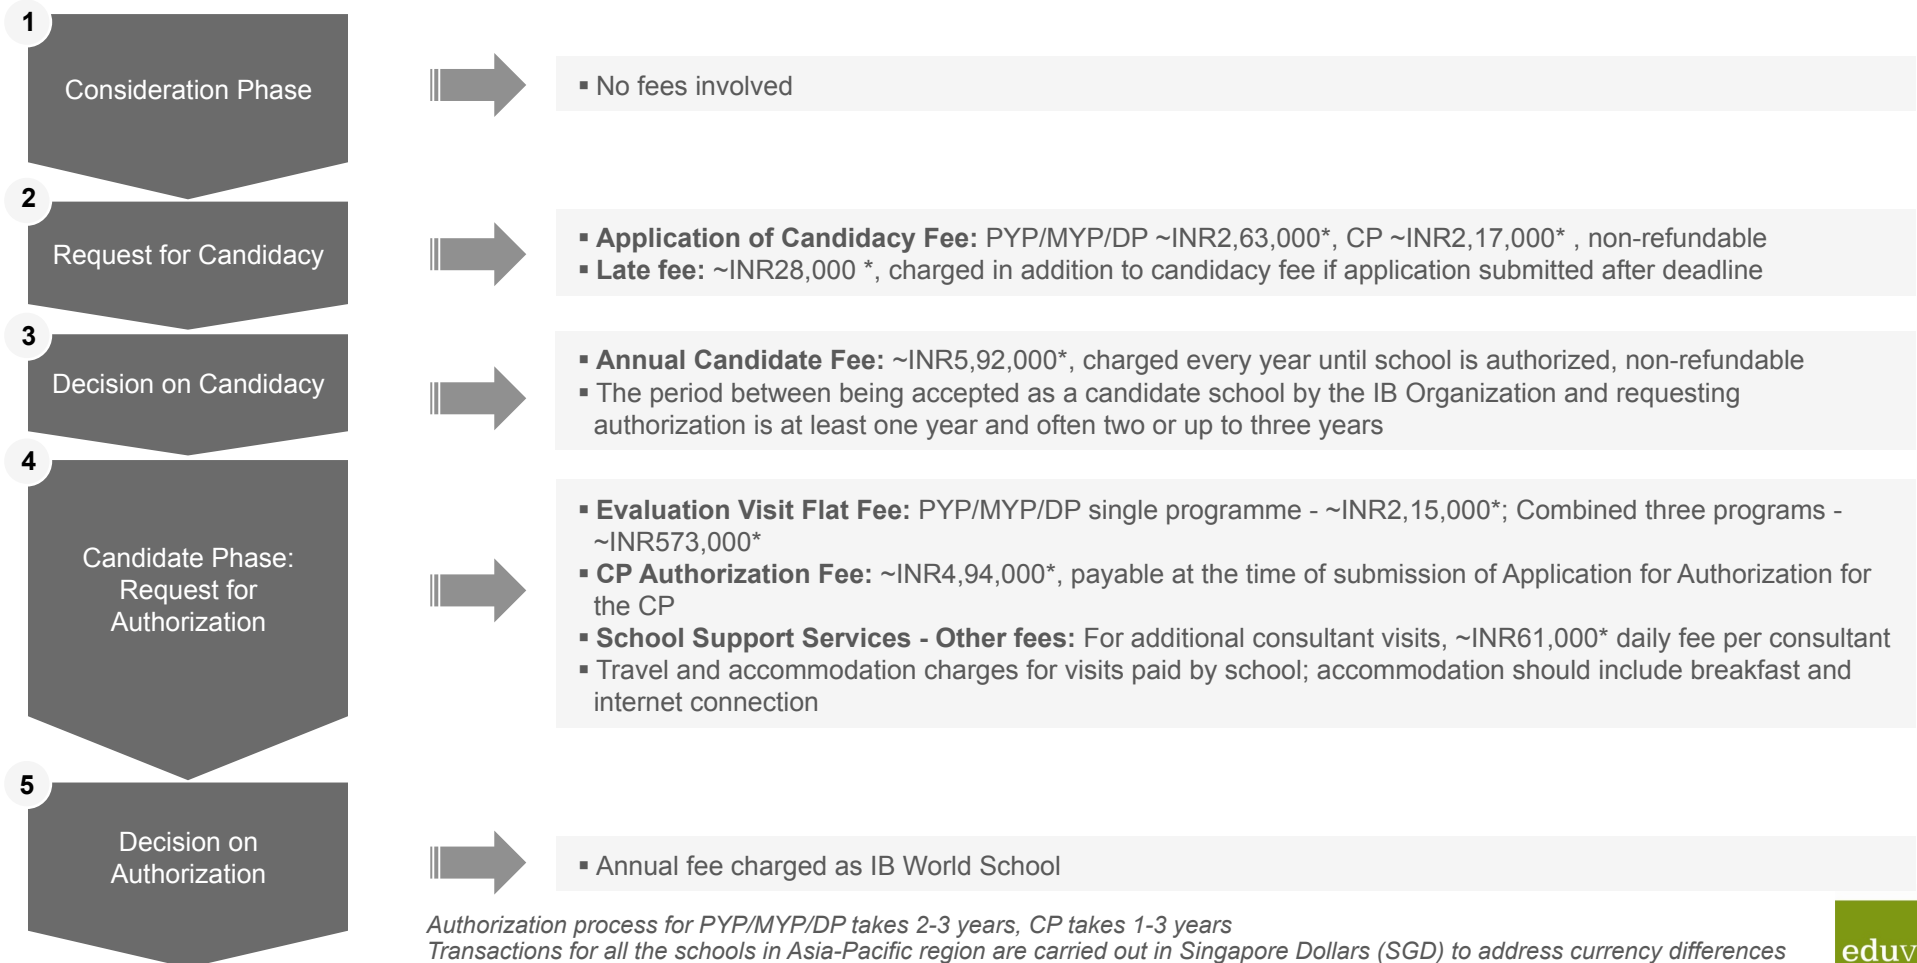 1
Consideration Phase
▪ No fees involved
2
Request for Candidacy
▪ Application of Candidacy Fee: PYP/MYP/DP ~INR2,63,000*, CP ~INR2,17,000* , non-refundable
▪ Late fee: ~INR28,000 *, charged in addition to candidacy fee if application submitted after deadline
3
Decision on Candidacy
▪ Annual Candidate Fee: ~INR5,92,000*, charged every year until school is authorized, non-refundable
▪ The period between being accepted as a candidate school by the IB Organization and requesting
authorization is at least one year and often two or up to three years
4
Candidate Phase:
Request for
Authorization
▪ Evaluation Visit Flat Fee: PYP/MYP/DP single programme - ~INR2,15,000*; Combined three programs -
~INR573,000*
▪ CP Authorization Fee: ~INR4,94,000*, payable at the time of submission of Application for Authorization for
the CP
▪ School Support Services - Other fees: For additional consultant visits, ~INR61,000* daily fee per consultant
▪ Travel and accommodation charges for visits paid by school; accommodation should include breakfast and
internet connection
5
Decision on
Authorization
▪ Annual fee charged as IB World School
Authorization process for PYP/MYP/DP takes 2-3 years, CP takes 1-3 years
Transactions for all the schools in Asia-Pacific region are carried out in Singapore Dollars (SGD) to address currency differences
eduv